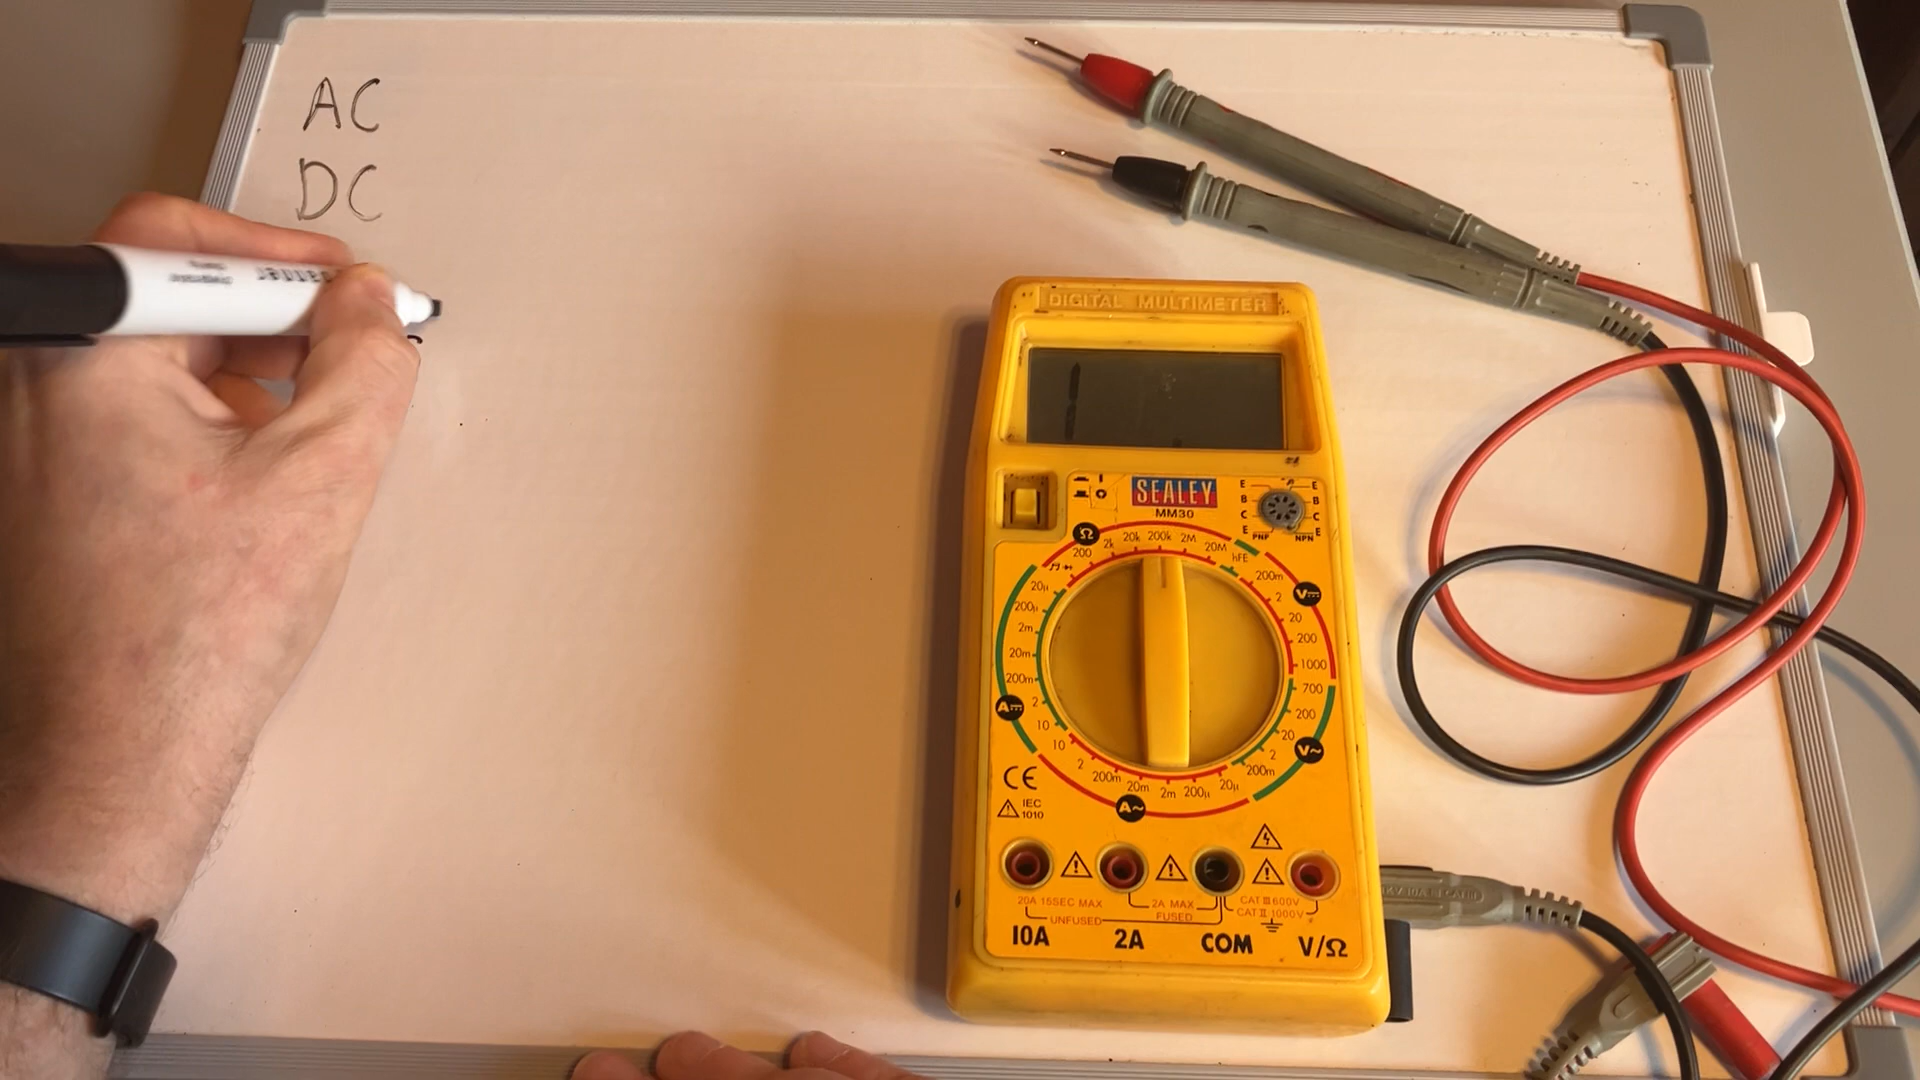 AC
DC
DIGITAL MULTIMETER
SEALEY
MM30
E
B
C
E
PNP
E
B
C
E
NPN
Ω
200
2k
20k
200k
2M
20M
hFE
200m
2
20
200
1000
V
700
200
20
2
200m
V~
20µ
200µ
2m
20m
200m
2
10
A~
20µ
200µ
2m
20m
200m
2
10
A
CE
IEC
1010
20A 15SEC MAX
UNFUSED
2A MAX
FUSED
CAT III 600V
CAT II 1000V
10A
2A
COM
V/Ω